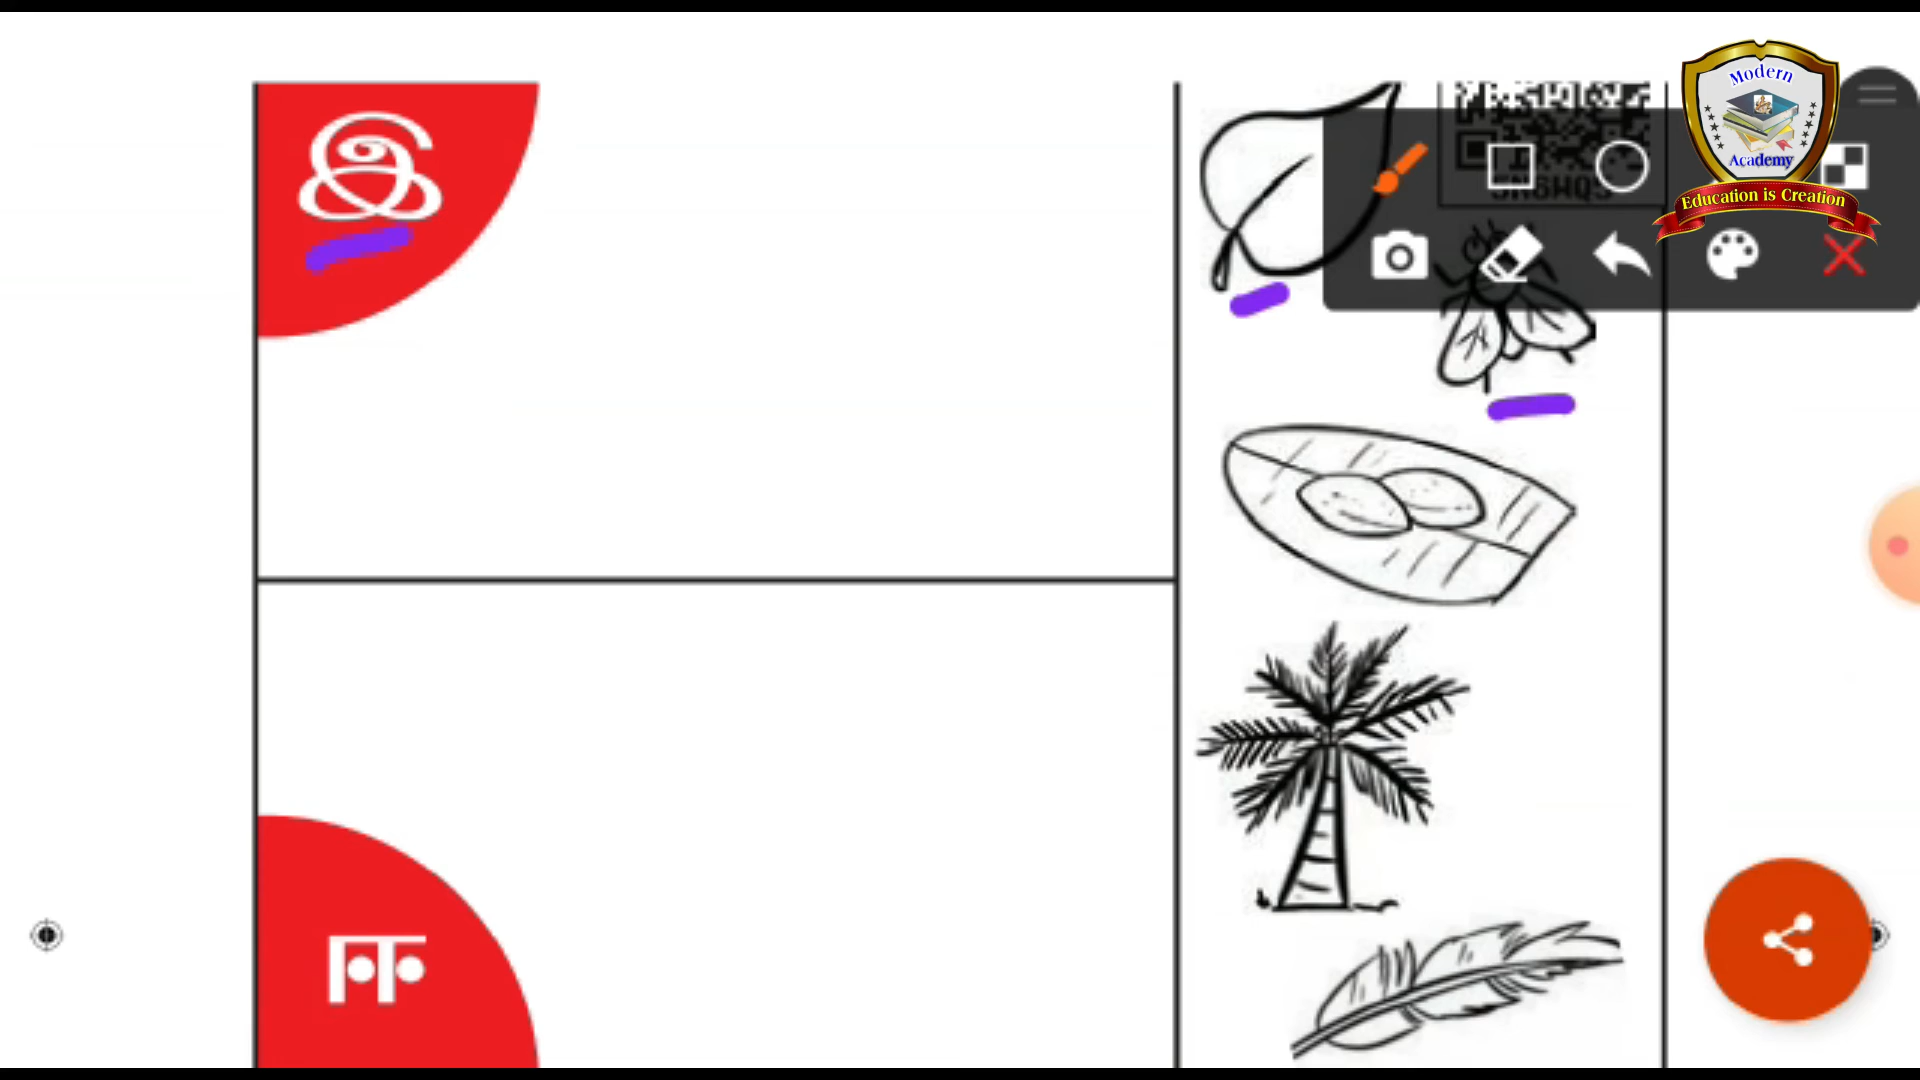 இ
ஈ
Modern
Academy
Education is Creation